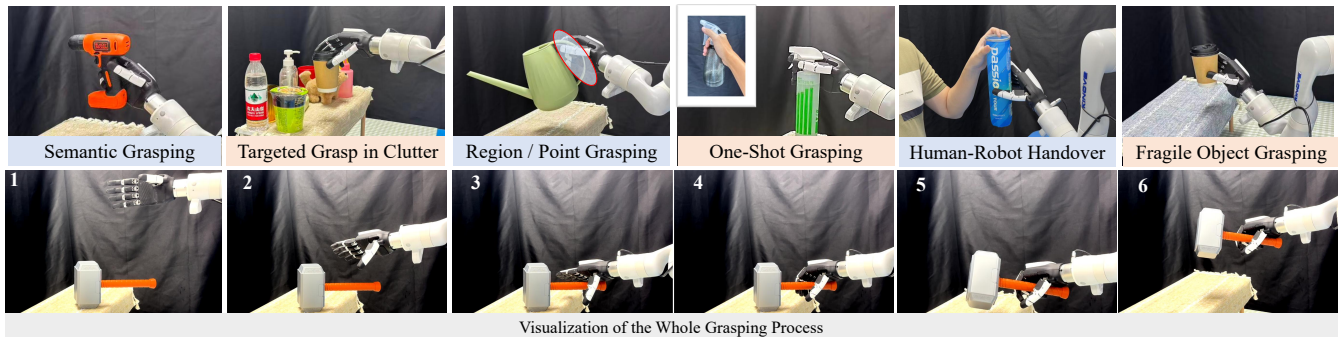 Semantic Grasping
Targeted Grasp in Clutter
Region / Point Grasping
One-Shot Grasping
Human-Robot Handover
Fragile Object Grasping
passio
1
2
3
4
5
6
Visualization of the Whole Grasping Process